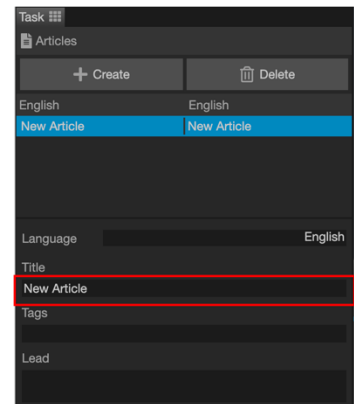 Task
Articles
Create Delete
English English
New Article New Article
Language English
Title
New Article
Tags
Lead